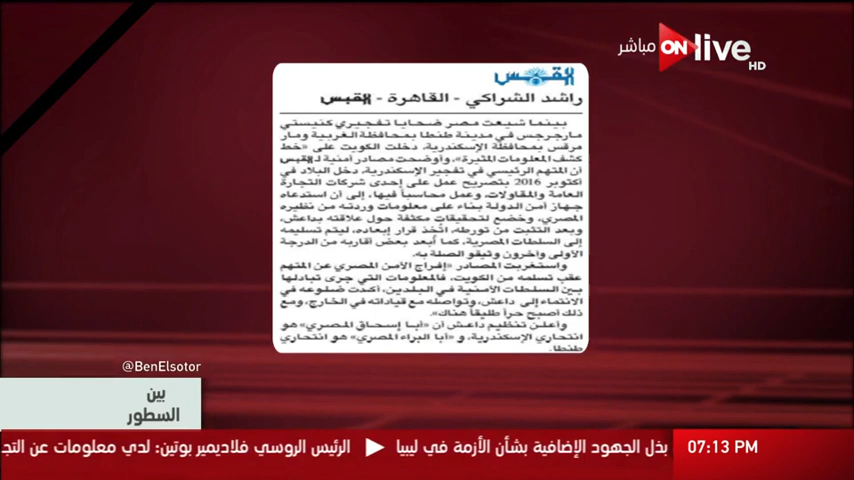 مباشر ON live HD
القبس
راشد الشراكي - القاهرة - القبس
بينما شيعت مصر ضحايا تفجيري كنيستي
مارجرجس في مدينة طنطا بمحافظة الغربية ومار
مرقس بمحافظة الإسكندرية، دخلت الكويت على «خط
كشف المعلومات المثيرة»، وأوضحت مصادر أمنية لـ القبس
أن المتهم الرئيسي في تفجير الإسكندرية، دخل البلاد في
أكتوبر 2016 بتصريح عمل على إحدى شركات التجارة
العامة والمقاولات، وعمل محاسباً فيها، إلى أن استدعاه
جهاز أمن الدولة بناء على معلومات وردته من نظيره
المصري، وخضع لتحقيقات مكثفة حول علاقته بداعش،
وبعد التثبت من تورطه، اتُخذ قرار إبعاده، ليتم تسليمه
إلى السلطات المصرية، كما أبعد بعض أقاربه من الدرجة
الأولى وآخرون وثيقو الصلة به.
واستغربت المصادر «إفراج الأمن المصري عن المتهم
عقب تسلمه من الكويت، فالمعلومات التي جرى تبادلها
بين السلطات الأمنية في البلدين، أكدت ضلوعه في
الانتماء إلى داعش، وتواصله مع قياداته في الخارج، ومع
ذلك أصبح حراً طليقاً هناك».
وأعلن تنظيم داعش أن «أبا إسحاق المصري» هو
انتحاري الإسكندرية، و «أبا البراء المصري» هو انتحاري
طنطا.
@BenElsotor
بين
السطور
بذل الجهود الإضافية بشأن الأزمة في ليبيا ◀ الرئيس الروسي فلاديمير بوتين: لدي معلومات عن التجا
07:13 PM